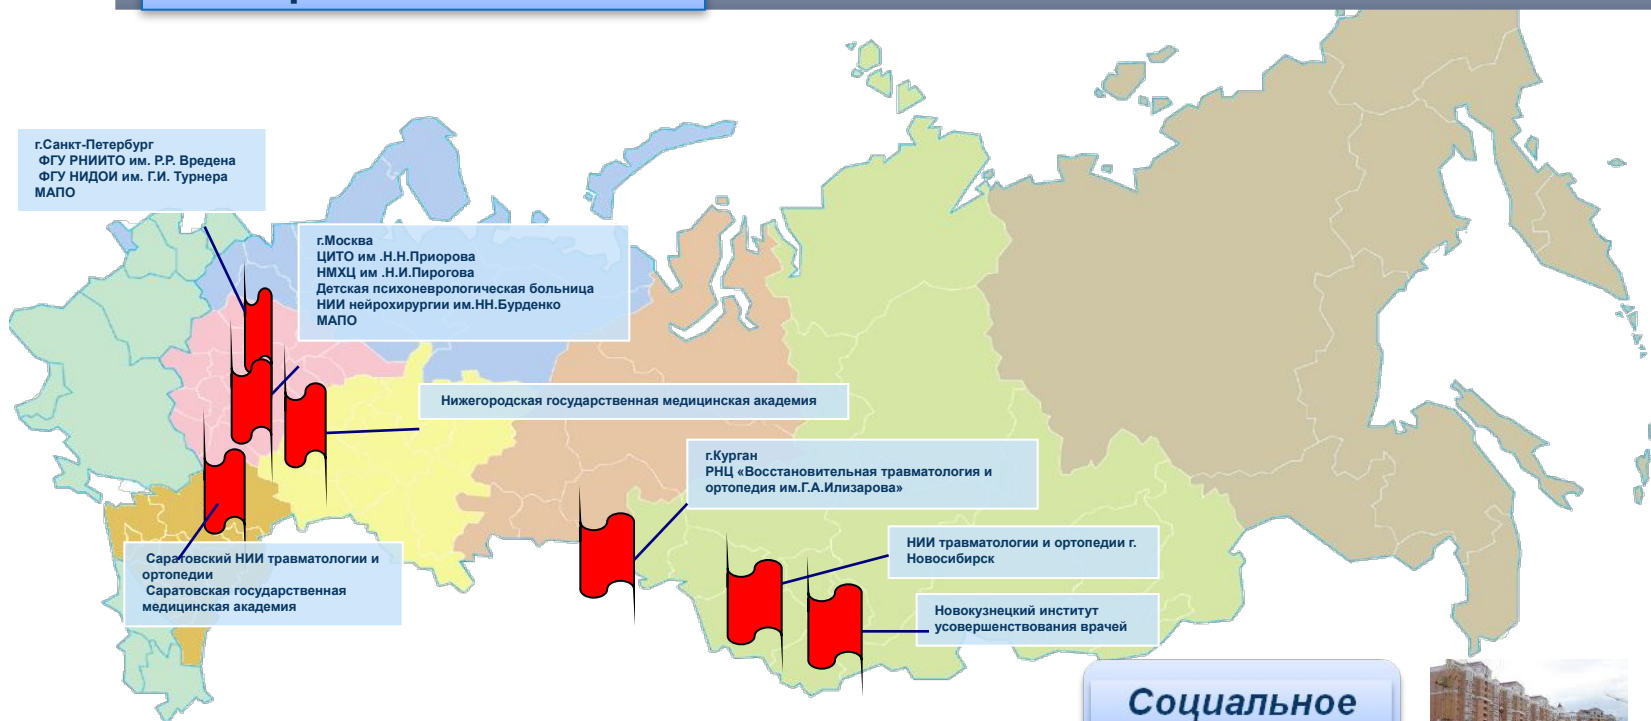 г.Санкт-Петербург
ФГУ РНИИТО им. Р.Р. Вредена
ФГУ НИДОИ им. Г.И. Турнера
МАПО
г.Москва
ЦИТО им .Н.Н.Приорова
НМХЦ им .Н.И.Пирогова
Детская психоневрологическая больница
НИИ нейрохирургии им.НН.Бурденко
МАПО
Нижегородская государственная медицинская академия
г.Курган
РНЦ «Восстановительная травматология и
ортопедия им.Г.А.Илизарова»
НИИ травматологии и ортопедии г.
Новосибирск
Саратовский НИИ травматологии и
ортопедии
Саратовская государственная
медицинская академия
Новокузнецкий институт
усовершенствования врачей
Социальное